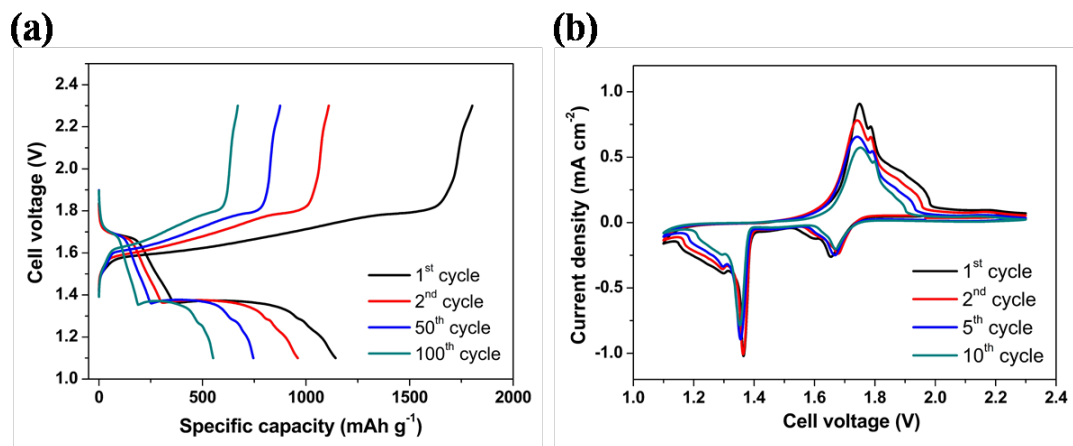 (a)
2.4
2.2
2.0
1.8
1.6
1.4
1.2
1.0
Cell voltage (V)
1st cycle
2nd cycle
50th cycle
100th cycle
0 500 1000 1500 2000
Specific capacity (mAh g-1)
(b)
1.0
0.5
0.0
-0.5
-1.0
Current density (mA cm-2)
1st cycle
2nd cycle
5th cycle
10th cycle
1.0 1.2 1.4 1.6 1.8 2.0 2.2 2.4
Cell voltage (V)